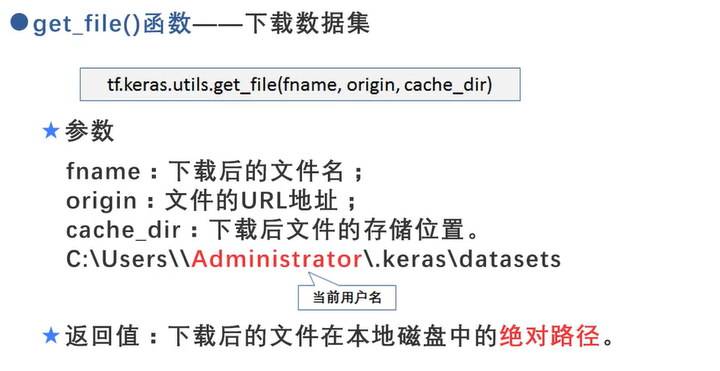 ●get_file()函数——下载数据集
tf.keras.utils.get_file(fname, origin, cache_dir)
★参数
fname：下载后的文件名；
origin：文件的URL地址；
cache_dir：下载后文件的存储位置。
C:\Users\\Administrator\.keras\datasets
当前用户名
★返回值：下载后的文件在本地磁盘中的绝对路径。